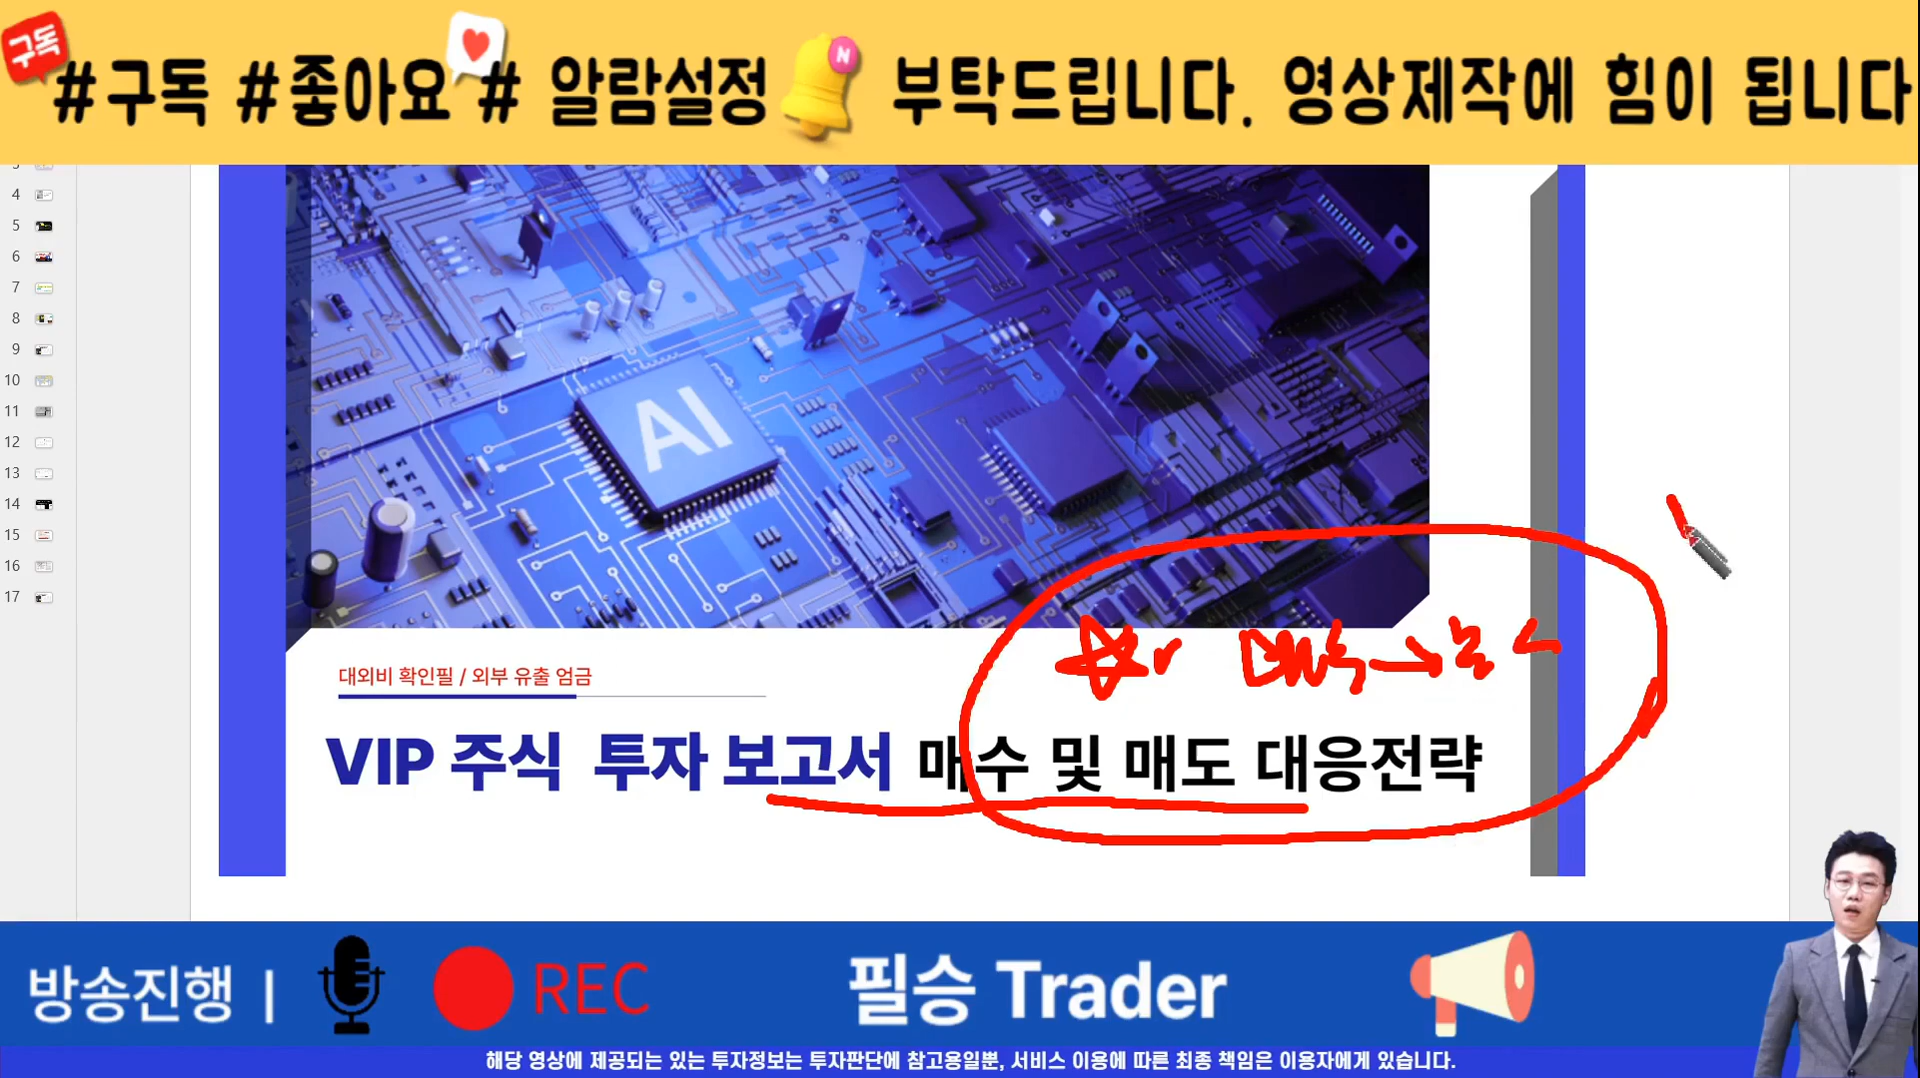 구독
#구독 #좋아요 # 알람설정 N 부탁드립니다. 영상제작에 힘이 됩니다
4
5
6
7
8
9
10
11
12
13
14
15
16
17
AI
대외비 확인필 / 외부 유출 엄금
VIP 주식 투자 보고서 매수 및 매도 대응전략
방송진행 | REC 필승 Trader
해당 영상에 제공되는 있는 투자정보는 투자판단에 참고용일뿐, 서비스 이용에 따른 최종 책임은 이용자에게 있습니다.